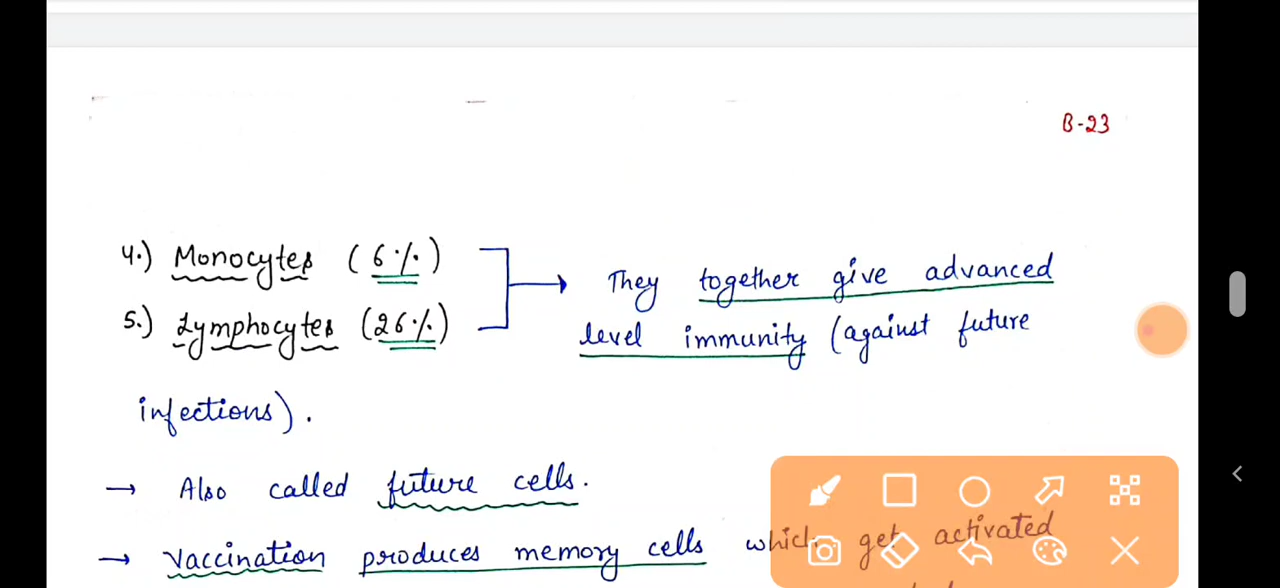 B-23
4.) Monocytes (6%)
5.) Lymphocytes (26%)
They together give advanced
level immunity (against future
infections).
→ Also called future cells.
→ Vaccination produces memory cells which get activated